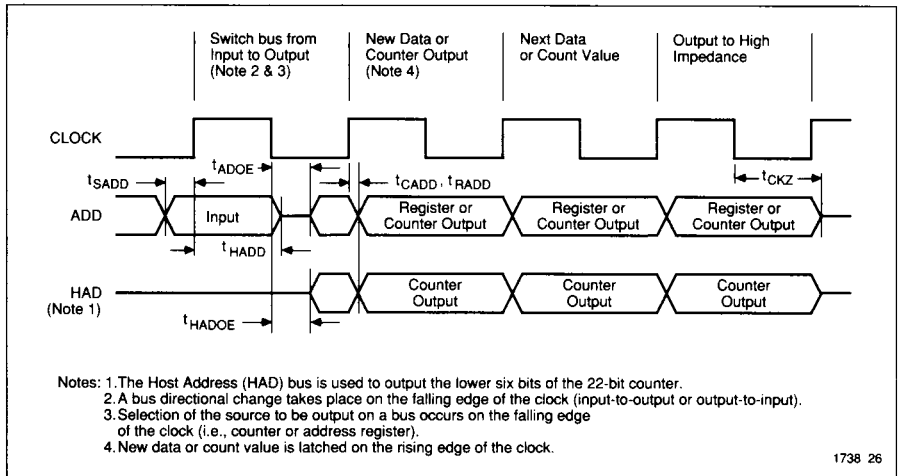 Switch bus from
Input to Output
(Note 2 & 3)
New Data or
Counter Output
(Note 4)
Next Data
or Count Value
Output to High
Impedance
CLOCK
tADOE
tSADD
tCADD, tRADD
tCKZ
ADD
Input
Register or
Counter Output
Register or
Counter Output
Register or
Counter Output
tHADD
HAD
(Note 1)
Counter
Output
Counter
Output
Counter
Output
tHADOE
Notes: 1.The Host Address (HAD) bus is used to output the lower six bits of the 22-bit counter.
2.A bus directional change takes place on the falling edge of the clock (input-to-output or output-to-input).
3.Selection of the source to be output on a bus occurs on the falling edge
of the clock (i.e., counter or address register).
4.New data or count value is latched on the rising edge of the clock.
1738 26